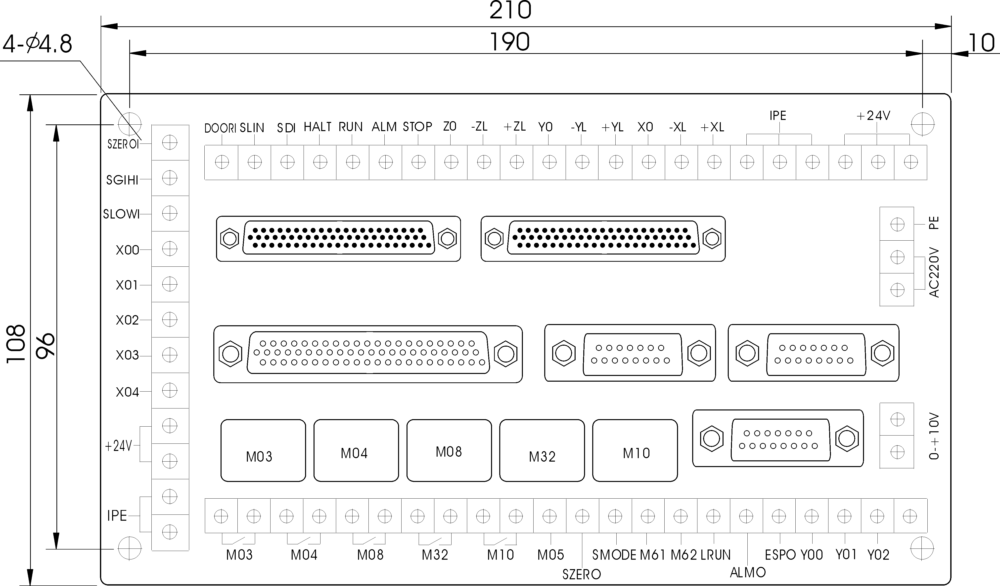 210
190
10
4-⌀4.8
IPE
+24V
DOORI SLIN SDI HALT RUN ALM STOP Z0 -ZL +ZL Y0 -YL +YL X0 -XL +XL
SZEROI
SGIHI
SLOWI
X00
X01
X02
X03
X04
+24V
IPE
108
96
PE
AC220V
0-+10V
M03
M04
M08
M32
M10
M03 M04 M08 M32 M10 M05 SMODE M61 M62 LRUN ESPO Y00 Y01 Y02
SZERO
ALMO